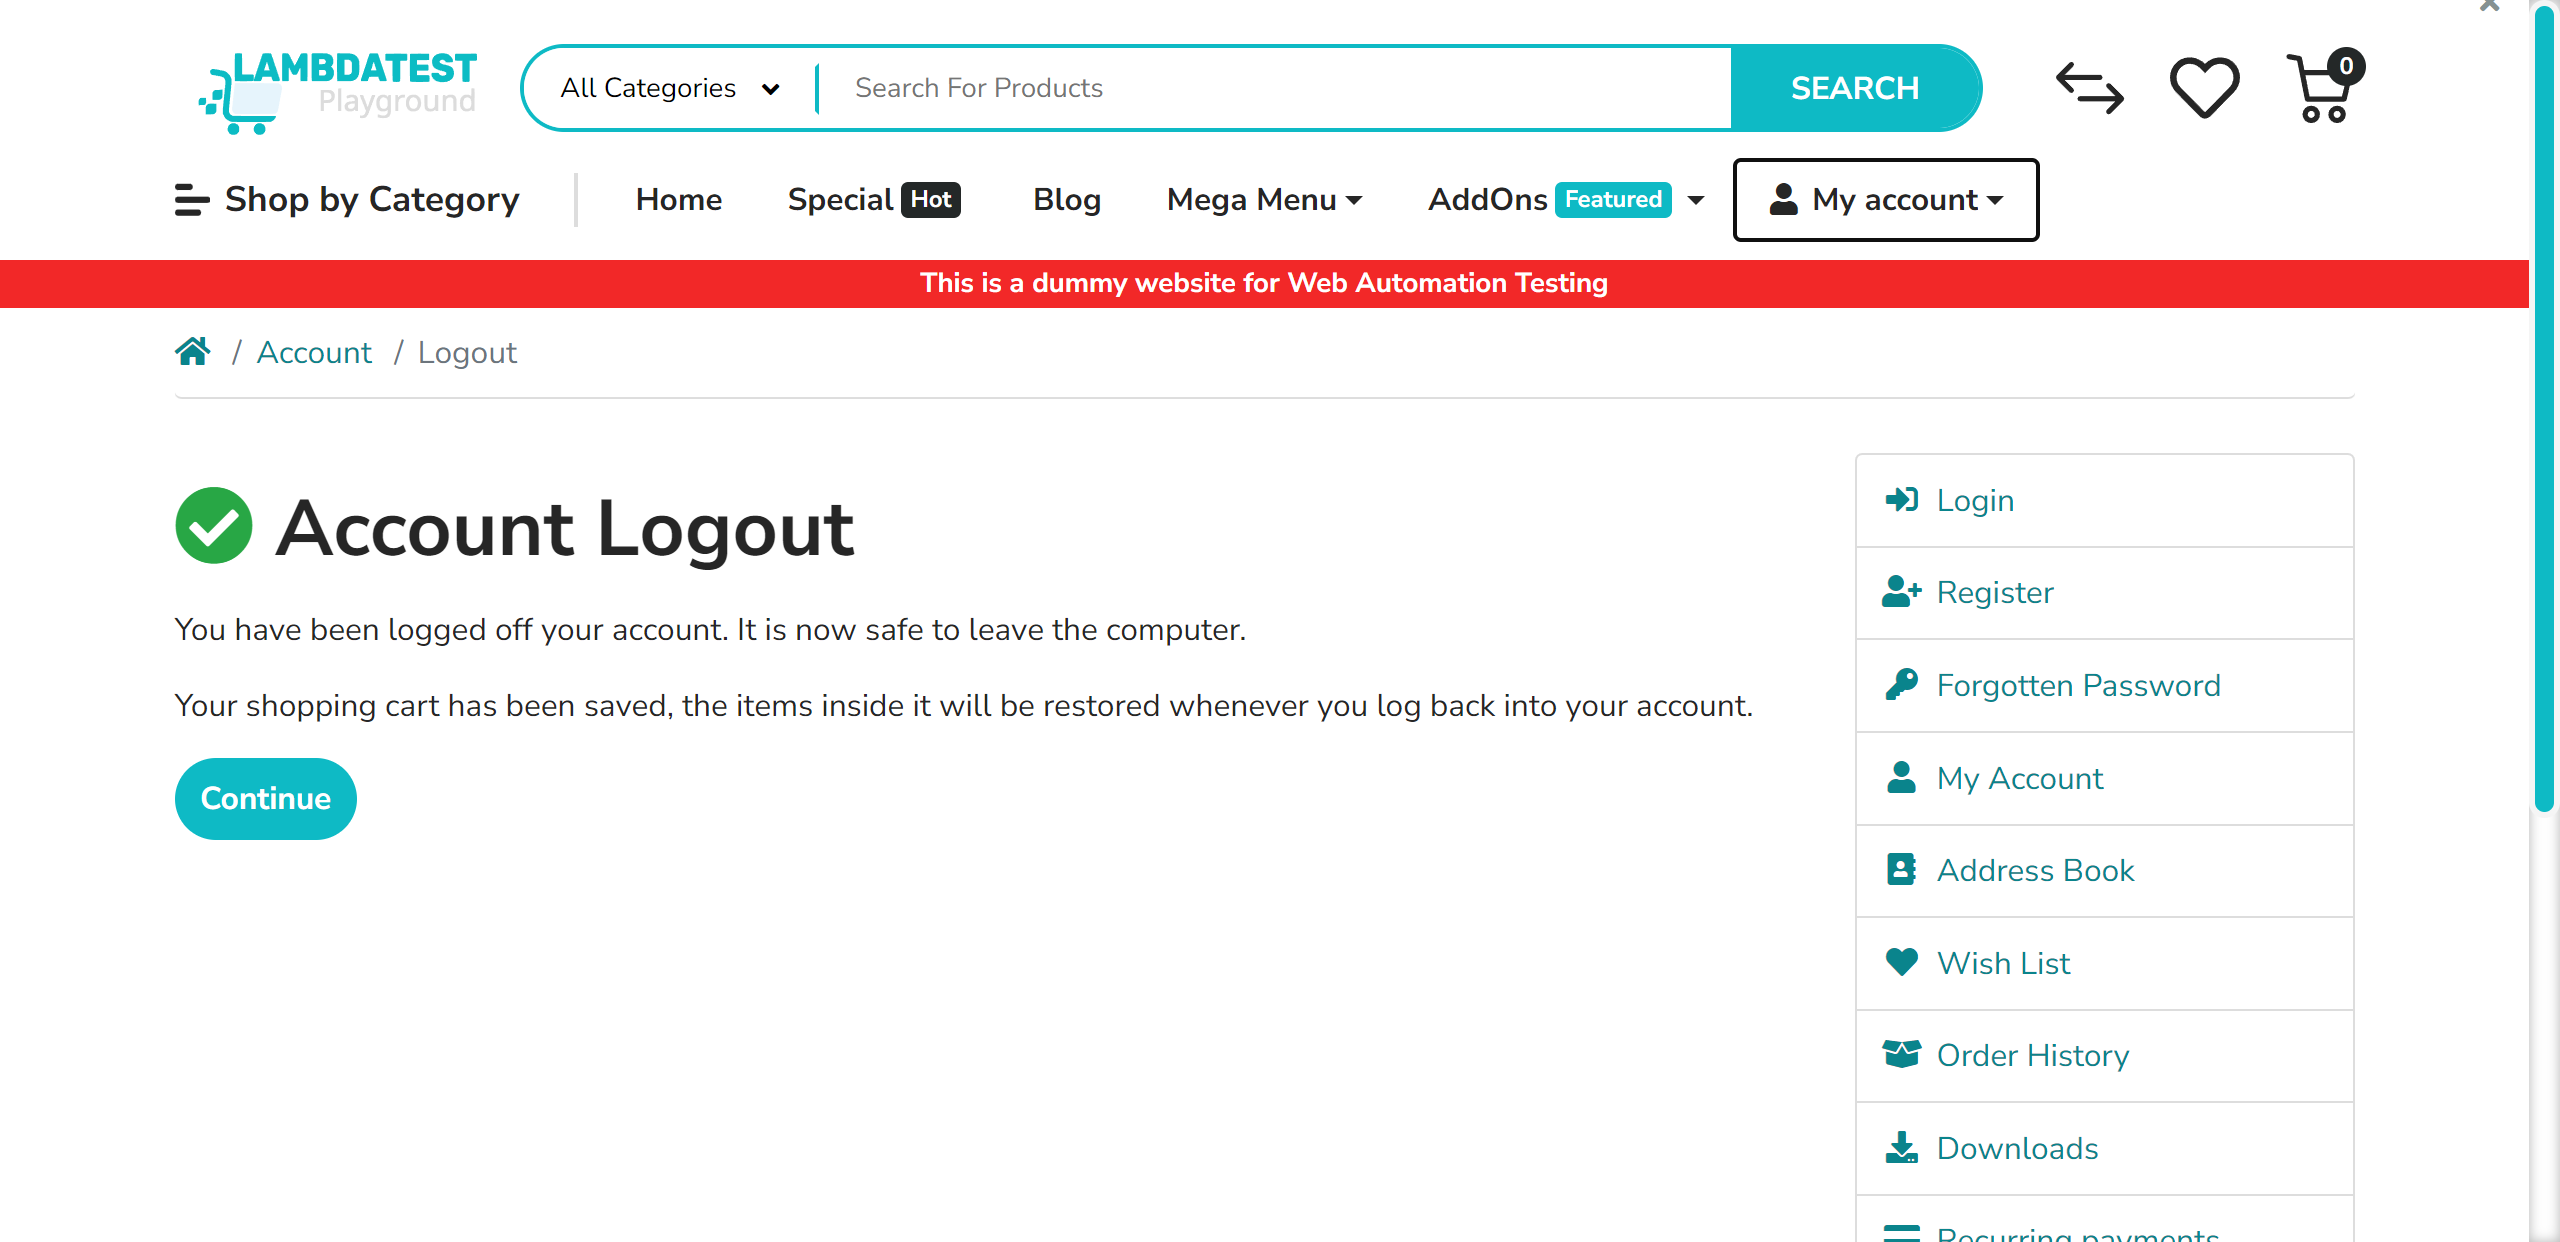 LAMBDATEST
Playground
All Categories
Search For Products
SEARCH
0
Shop by Category
Home
Special Hot
Blog
Mega Menu
AddOns Featured
My account
This is a dummy website for Web Automation Testing
/ Account / Logout
Account Logout
You have been logged off your account. It is now safe to leave the computer.
Your shopping cart has been saved, the items inside it will be restored whenever you log back into your account.
Continue
Login
Register
Forgotten Password
My Account
Address Book
Wish List
Order History
Downloads
Recurring payments